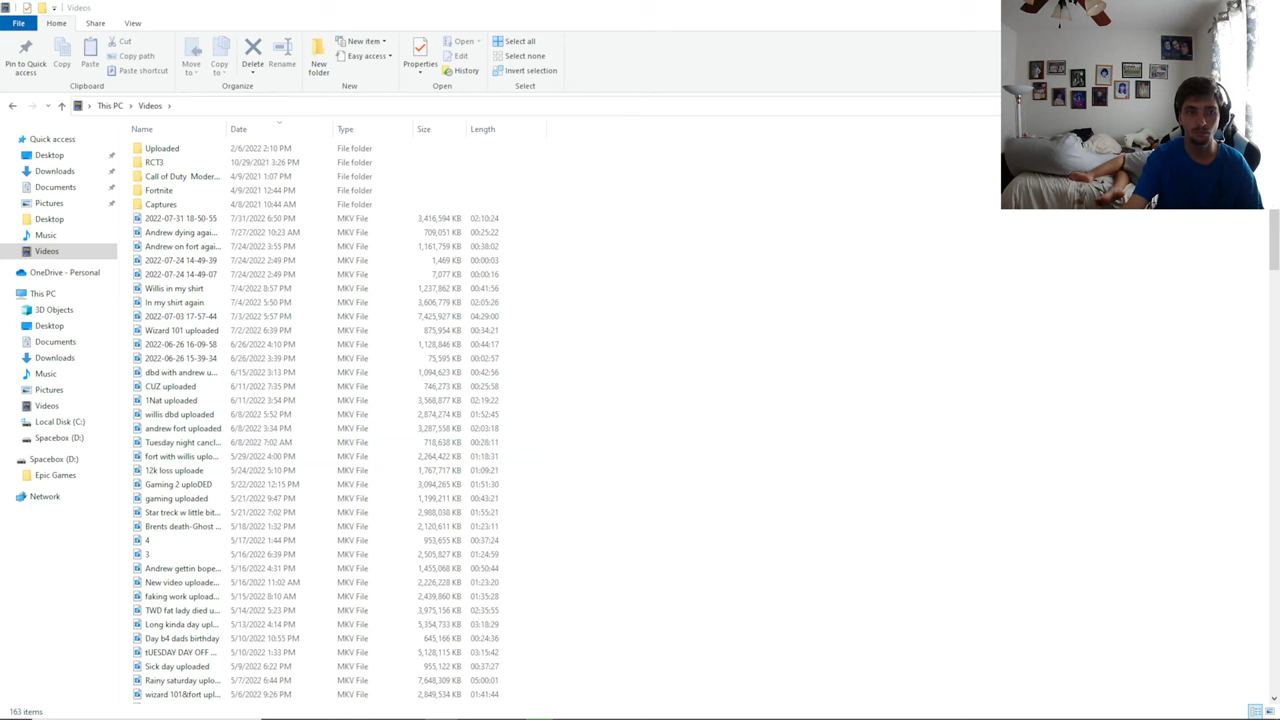 Videos
File Home Share View
Pin to Quick access
Copy
Paste
Cut
Copy path
Paste shortcut
Clipboard
Move to
Copy to
Delete
Rename
Organize
New folder
New item
Easy access
New
Properties
Open
Edit
History
Open
Select all
Select none
Invert selection
Select
This PC > Videos >
Name Date Type Size Length
Quick access
Desktop
Downloads
Documents
Pictures
Desktop
Music
Videos
OneDrive - Personal
This PC
3D Objects
Desktop
Documents
Downloads
Music
Pictures
Videos
Local Disk (C:)
Spacebox (D:)
Spacebox (D:)
Epic Games
Network
Uploaded 2/6/2022 2:10 PM File folder
RCT3 10/29/2021 3:26 PM File folder
Call of Duty Moder... 4/9/2021 1:07 PM File folder
Fortnite 4/9/2021 12:44 PM File folder
Captures 4/8/2021 10:44 AM File folder
2022-07-31 18-50-55 7/31/2022 6:50 PM MKV File 3,416,594 KB 02:10:24
Andrew dying agai... 7/27/2022 10:23 AM MKV File 709,051 KB 00:25:22
Andrew on fort agai... 7/24/2022 3:55 PM MKV File 1,161,759 KB 00:38:02
2022-07-24 14-49-39 7/24/2022 2:49 PM MKV File 1,469 KB 00:00:03
2022-07-24 14-49-07 7/24/2022 2:49 PM MKV File 7,077 KB 00:00:16
Willis in my shirt 7/4/2022 8:57 PM MKV File 1,237,862 KB 00:41:56
In my shirt again 7/4/2022 5:50 PM MKV File 3,606,779 KB 02:05:26
2022-07-03 17-57-44 7/3/2022 5:57 PM MKV File 7,425,927 KB 04:29:00
Wizard 101 uploaded 7/2/2022 6:39 PM MKV File 875,954 KB 00:34:21
2022-06-26 16-09-58 6/26/2022 4:10 PM MKV File 1,128,846 KB 00:44:17
2022-06-26 15-39-34 6/26/2022 3:39 PM MKV File 75,595 KB 00:02:57
dbd with andrew u... 6/15/2022 3:13 PM MKV File 1,094,623 KB 00:42:56
CUZ uploaded 6/11/2022 7:35 PM MKV File 746,273 KB 00:25:58
1Nat uploaded 6/11/2022 3:54 PM MKV File 3,568,877 KB 02:19:22
willis dbd uploaded 6/8/2022 5:52 PM MKV File 2,874,274 KB 01:52:45
andrew fort uploaded 6/8/2022 3:34 PM MKV File 3,287,558 KB 02:03:18
Tuesday night cancl... 6/8/2022 7:02 AM MKV File 718,638 KB 00:28:11
fort with willis uplo... 5/29/2022 4:00 PM MKV File 2,264,422 KB 01:18:31
12k loss uploade 5/24/2022 5:10 PM MKV File 1,767,717 KB 01:09:21
Gaming 2 uploDED 5/22/2022 12:15 PM MKV File 3,094,265 KB 01:51:30
gaming uploaded 5/21/2022 9:47 PM MKV File 1,199,211 KB 00:43:21
Star treck w little bit... 5/21/2022 7:02 PM MKV File 2,988,038 KB 01:55:21
Brents death-Ghost ... 5/18/2022 1:32 PM MKV File 2,120,611 KB 01:23:11
4 5/17/2022 1:44 PM MKV File 953,655 KB 00:37:24
3 5/16/2022 6:39 PM MKV File 2,505,827 KB 01:24:59
Andrew gettin bope... 5/16/2022 4:31 PM MKV File 1,455,068 KB 00:50:44
New video uploade... 5/16/2022 11:02 AM MKV File 2,226,228 KB 01:23:20
faking work upload... 5/15/2022 8:10 AM MKV File 2,439,860 KB 01:35:28
TWD fat lady died u... 5/14/2022 5:23 PM MKV File 3,975,156 KB 02:35:55
Long kinda day upl... 5/13/2022 4:14 PM MKV File 5,354,733 KB 03:18:29
Day b4 dads birthday 5/10/2022 10:55 PM MKV File 645,166 KB 00:24:36
tUESDAY DAY OFF ... 5/10/2022 1:33 PM MKV File 5,128,115 KB 03:15:42
Sick day uploaded 5/9/2022 6:22 PM MKV File 955,122 KB 00:37:27
Rainy saturday uplo... 5/7/2022 6:44 PM MKV File 7,648,309 KB 05:00:01
wizard 101&fort upl... 5/6/2022 9:26 PM MKV File 2,849,534 KB 01:41:44
163 items